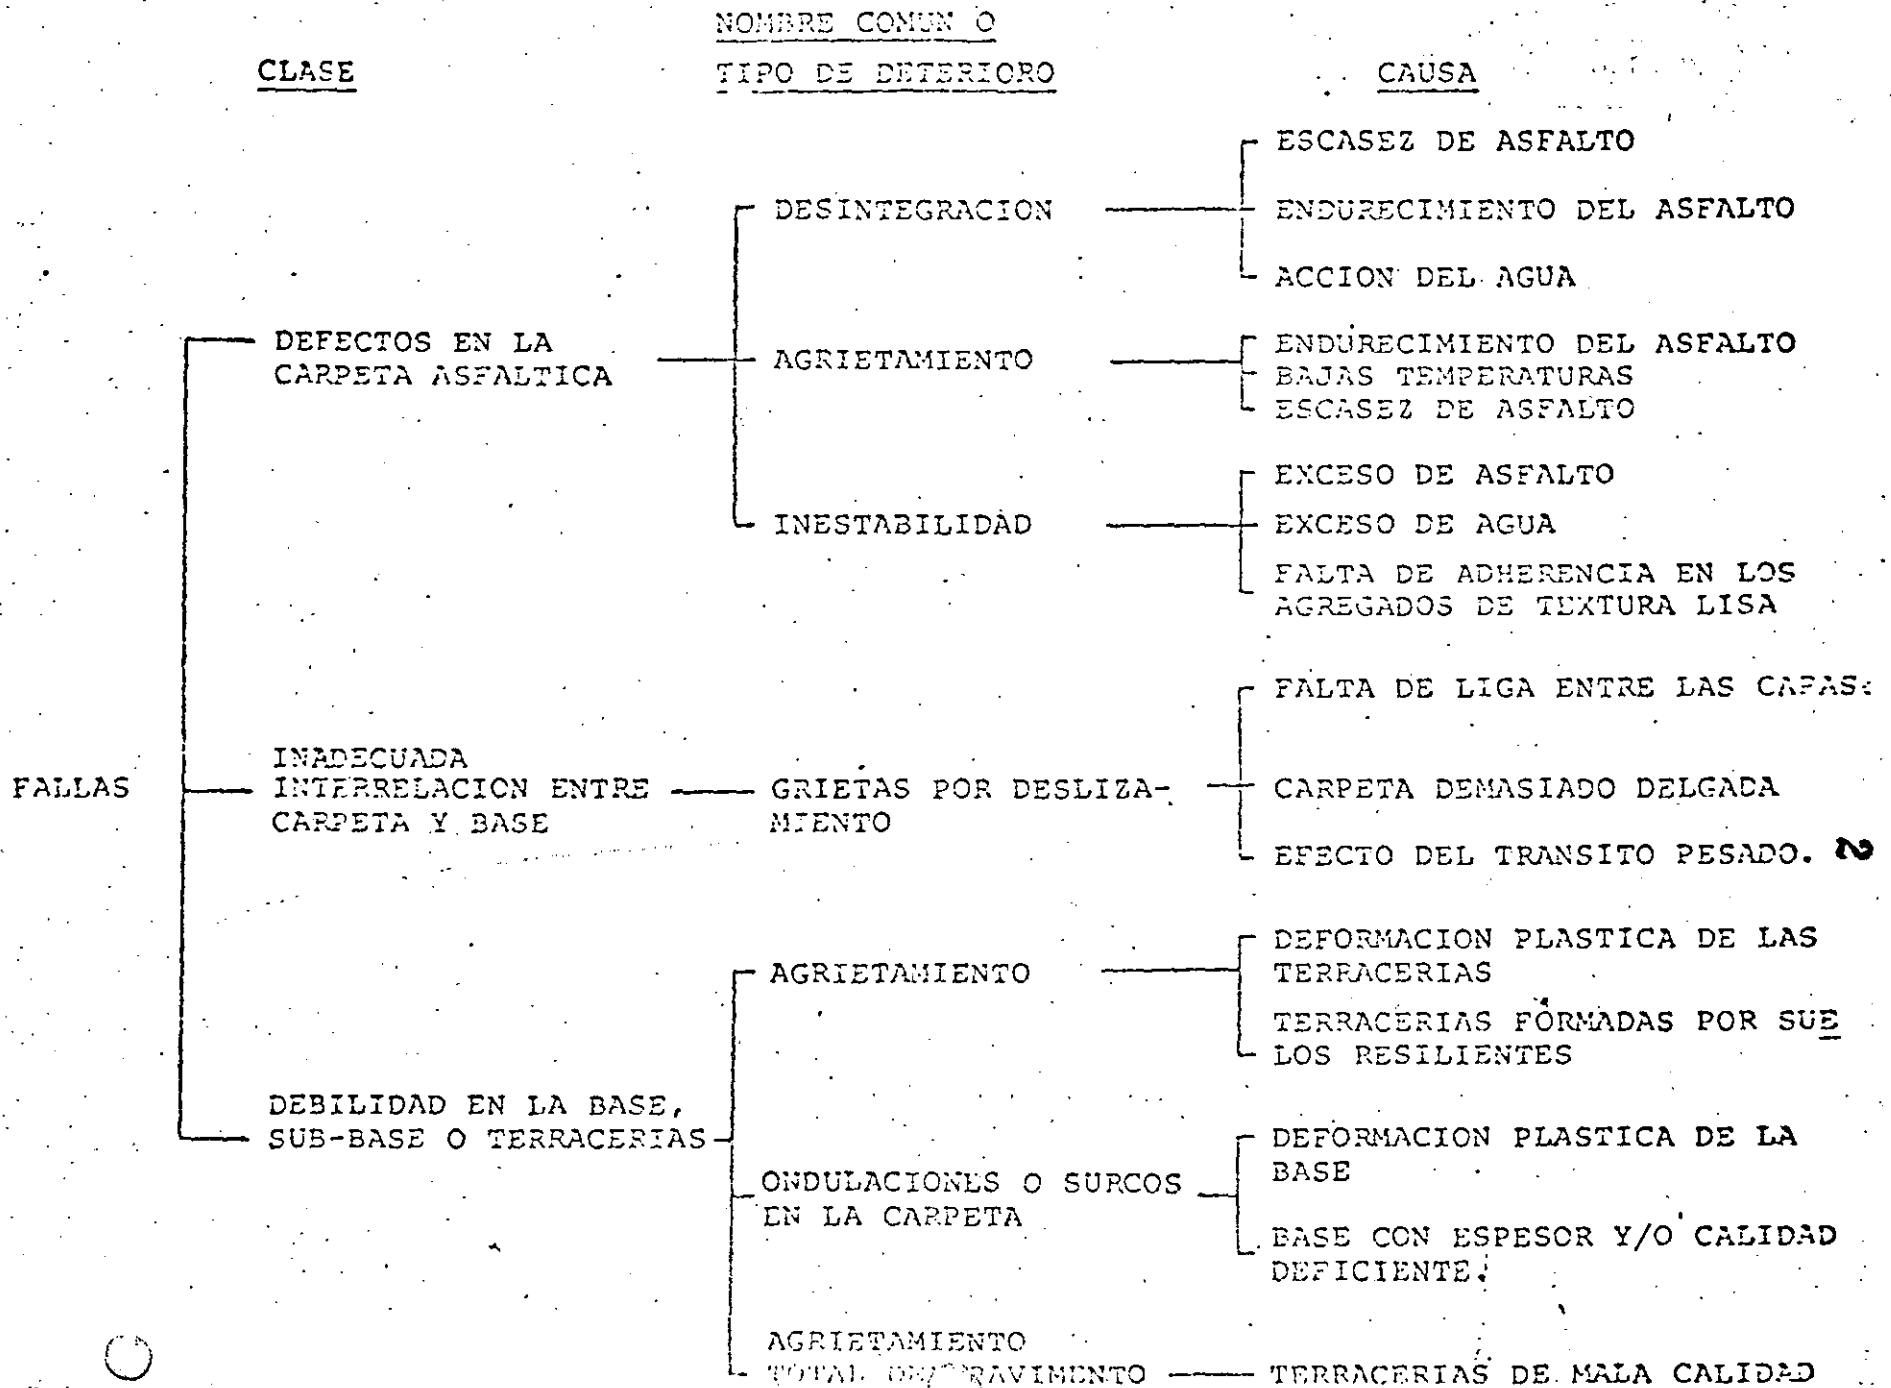 NOMBRE COMUN O
CLASE
TIPO DE DETERIORO
CAUSA
ESCASEZ DE ASFALTO
DESINTEGRACION
ENDURECIMIENTO DEL ASFALTO
ACCION DEL AGUA
DEFECTOS EN LA
CARPETA ASFALTICA
AGRIETAMIENTO
ENDURECIMIENTO DEL ASFALTO
BAJAS TEMPERATURAS
ESCASEZ DE ASFALTO
EXCESO DE ASFALTO
INESTABILIDAD
EXCESO DE AGUA
FALTA DE ADHERENCIA EN LOS
AGREGADOS DE TEXTURA LISA
FALLAS
INADECUADA
INTERRELACION ENTRE
CARPETA Y BASE
GRIETAS POR DESLIZA-
MIENTO
FALTA DE LIGA ENTRE LAS CAPAS.
CARPETA DEMASIADO DELGADA
EFECTO DEL TRANSITO PESADO.
2
DEBILIDAD EN LA BASE,
SUB-BASE O TERRACERIAS
AGRIETAMIENTO
DEFORMACION PLASTICA DE LAS
TERRACERIAS
TERRACERIAS FORMADAS POR SUE
LOS RESILIENTES
ONDULACIONES O SURCOS
EN LA CARPETA
DEFORMACION PLASTICA DE LA
BASE
BASE CON ESPESOR Y/O CALIDAD
DEFICIENTE.
AGRIETAMIENTO
TOTAL DEL PAVIMENTO
TERRACERIAS DE MALA CALIDAD